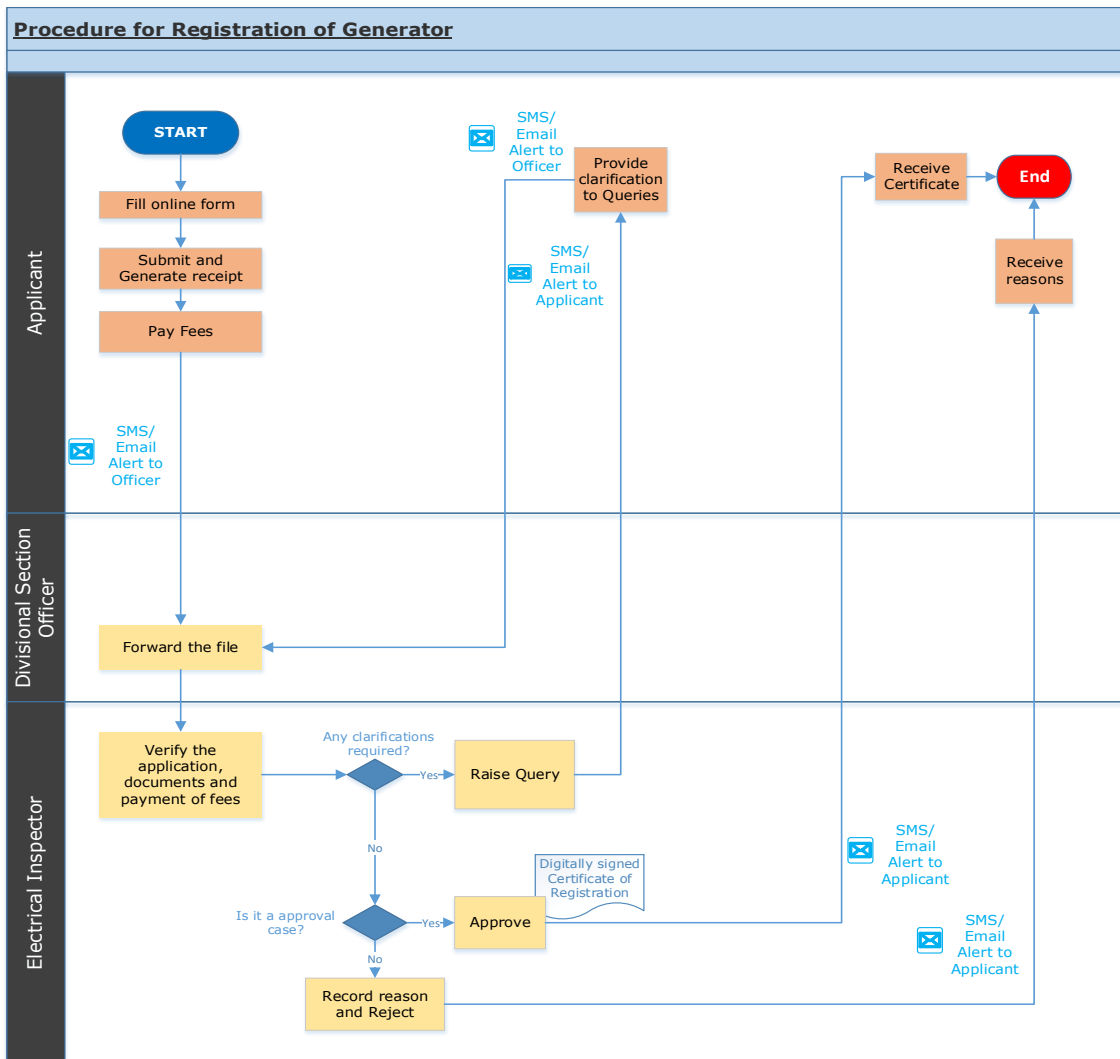 Procedure for Registration of Generator
Applicant
START
Fill online form
Submit and
Generate receipt
Pay Fees
SMS/
Email
Alert to
Officer
SMS/
Email
Alert to
Officer
Provide
clarification
to Queries
SMS/
Email
Alert to
Applicant
Receive
Certificate
End
Receive
reasons
Divisional Section
Officer
Forward the file
Electrical Inspector
Verify the
application,
documents and
payment of fees
Any clarifications
required?
Yes
Raise Query
No
Is it a approval
case?
Yes
Approve
Digitally signed
Certificate of
Registration
No
Record reason
and Reject
SMS/
Email
Alert to
Applicant
SMS/
Email
Alert to
Applicant